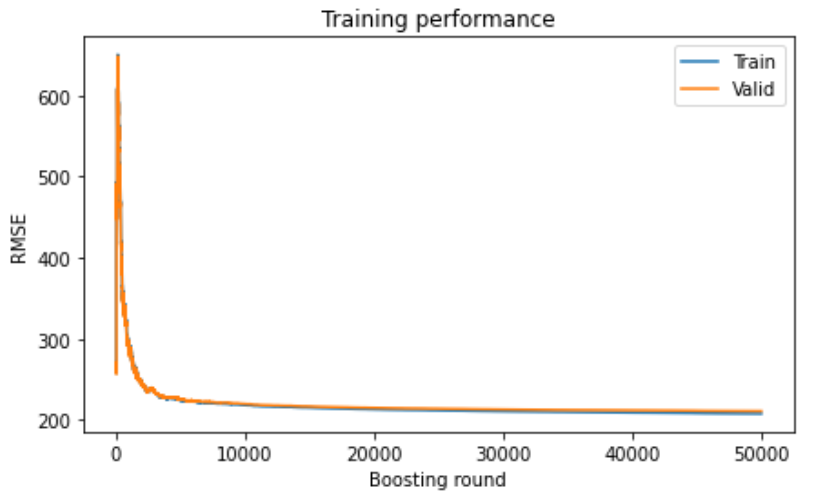 Training performance
Train
Valid
600
500
400
300
200
RMSE
0 10000 20000 30000 40000 50000
Boosting round